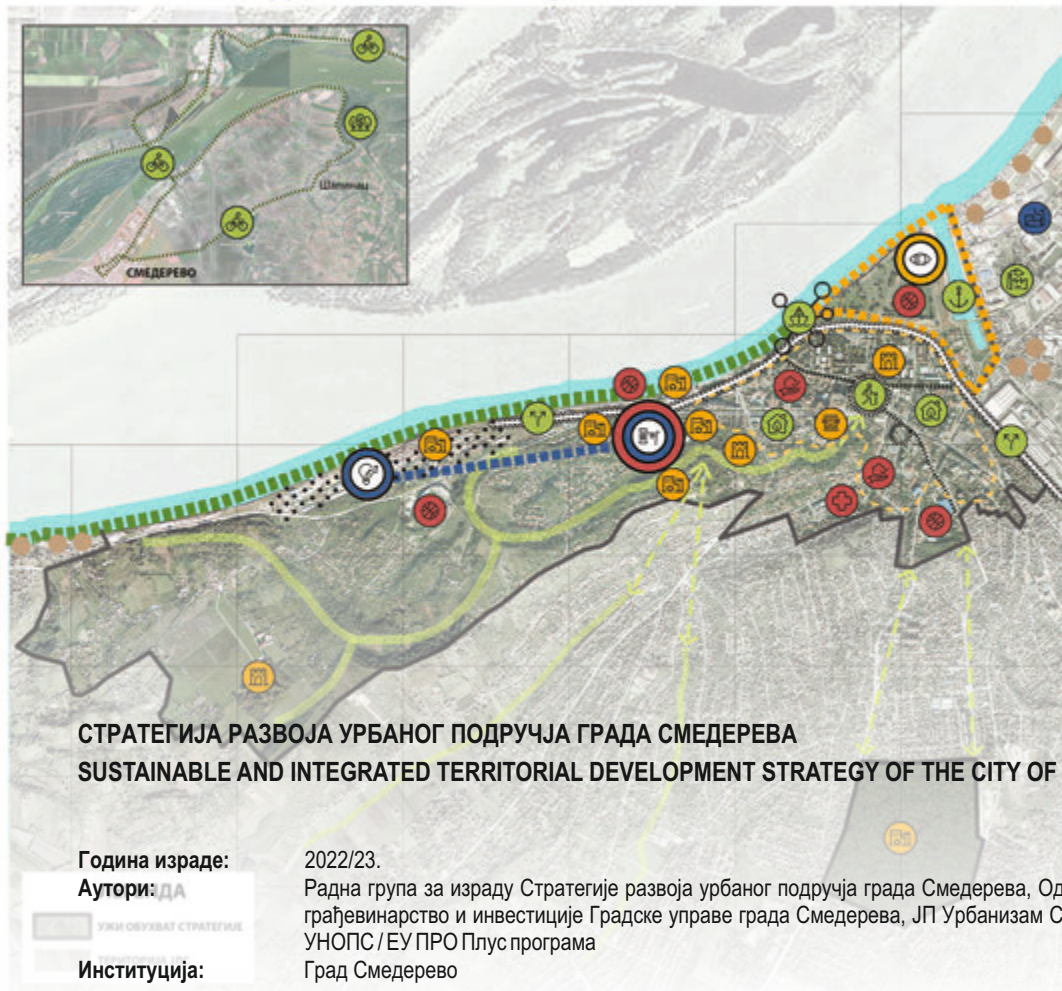 Шалинац
СМЕДЕРЕВО
СТРАТЕГИЈА РАЗВОЈА УРБАНОГ ПОДРУЧЈА ГРАДА СМЕДЕРЕВА
SUSTAINABLE AND INTEGRATED TERRITORIAL DEVELOPMENT STRATEGY OF THE CITY OF
Година израде: 2022/23.
Аутори: Радна група за израду Стратегије развоја урбаног подручја града Смедерева, Од
грађевинарство и инвестиције Градске управе града Смедерева, ЈП Урбанизам С
УНОПС / ЕУ ПРО Плус програма
УЖИ ОБУХВАТ СТРАТЕГИЈЕ
ТЕРИТОРИЈА ЈЛС
Институција: Град Смедерево